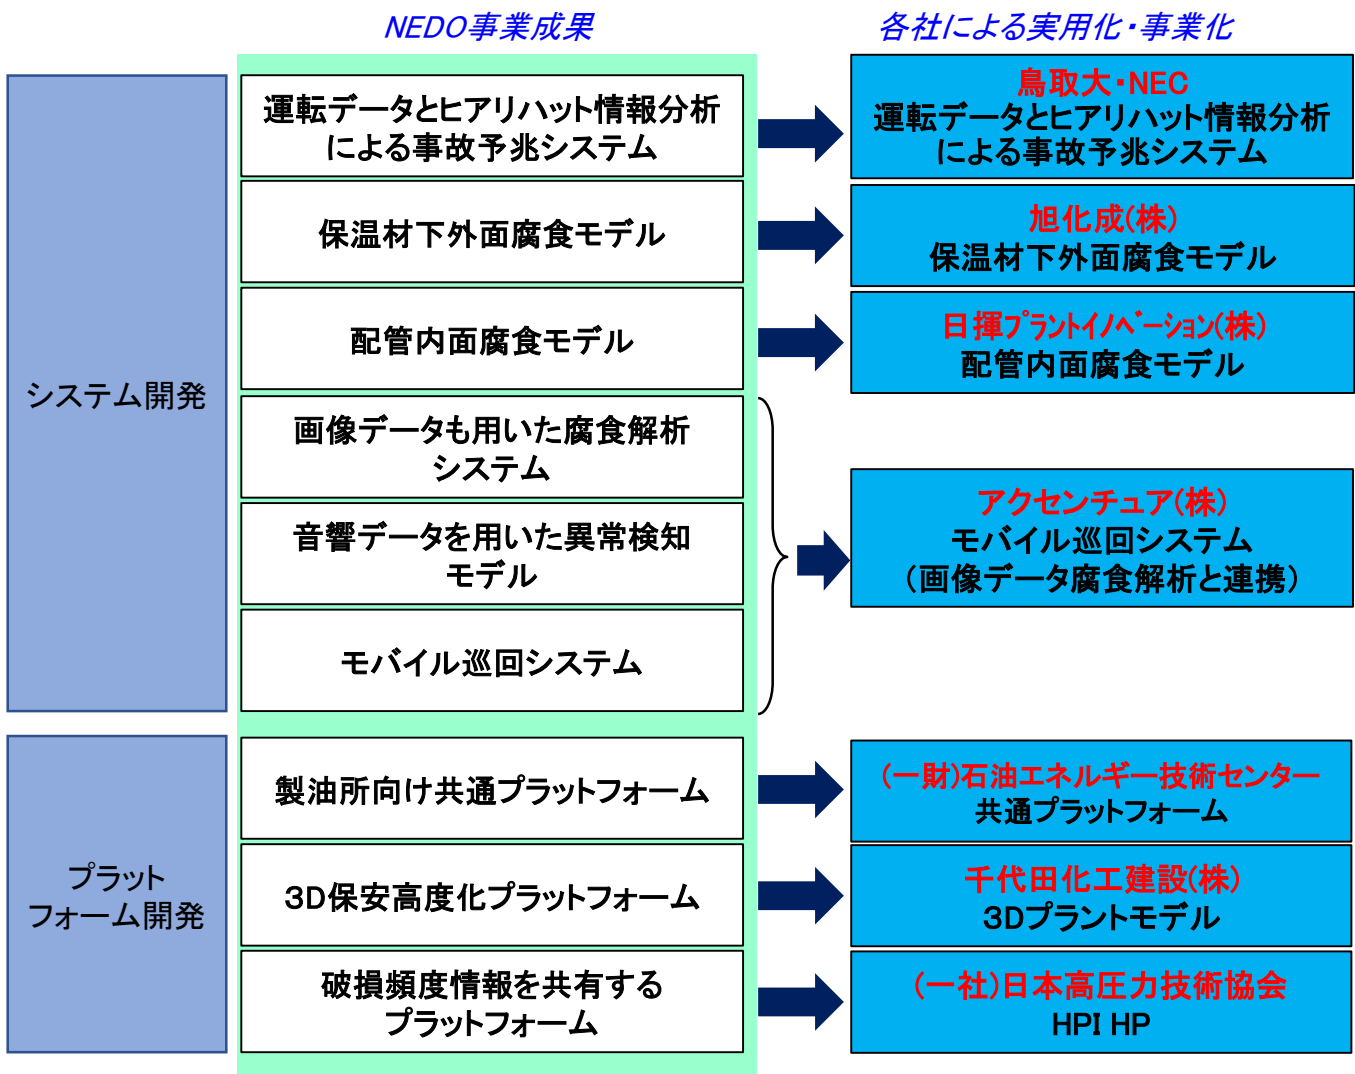 NEDO事業成果
各社による実用化・事業化
システム開発
運転データとヒアリハット情報分析
による事故予兆システム
鳥取大・NEC
運転データとヒアリハット情報分析
による事故予兆システム
保温材下外面腐食モデル
旭化成(株)
保温材下外面腐食モデル
配管内面腐食モデル
日揮プラントイノベーション(株)
配管内面腐食モデル
画像データも用いた腐食解析
システム
音響データを用いた異常検知
モデル
モバイル巡回システム
アクセンチュア(株)
モバイル巡回システム
(画像データ腐食解析と連携)
プラット
フォーム開発
製油所向け共通プラットフォーム
(一財)石油エネルギー技術センター
共通プラットフォーム
3D保安高度化プラットフォーム
千代田化工建設(株)
3Dプラントモデル
破損頻度情報を共有する
プラットフォーム
(一社)日本高圧力技術協会
HPI HP